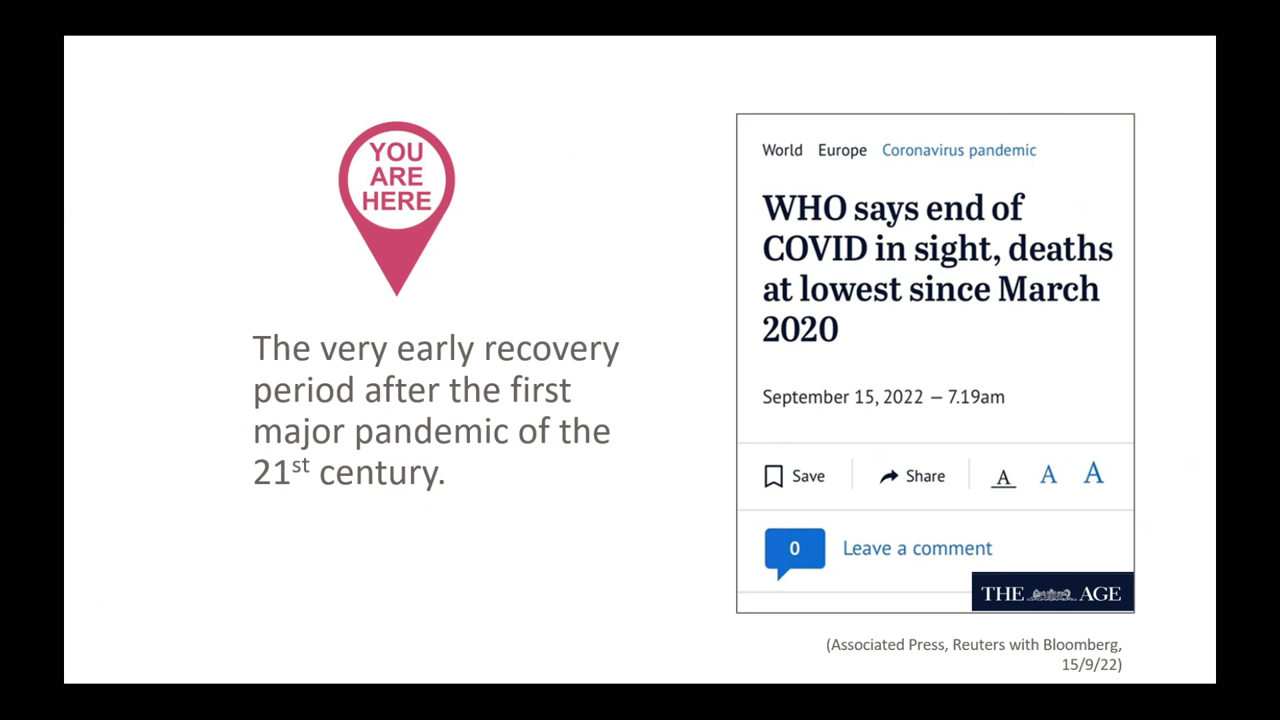 YOU
ARE
HERE
The very early recovery
period after the first
major pandemic of the
21st century.
World Europe Coronavirus pandemic
WHO says end of
COVID in sight, deaths
at lowest since March
2020
September 15, 2022 — 7.19am
Save Share A A A
0 Leave a comment
THE AGE
(Associated Press, Reuters with Bloomberg,
15/9/22)